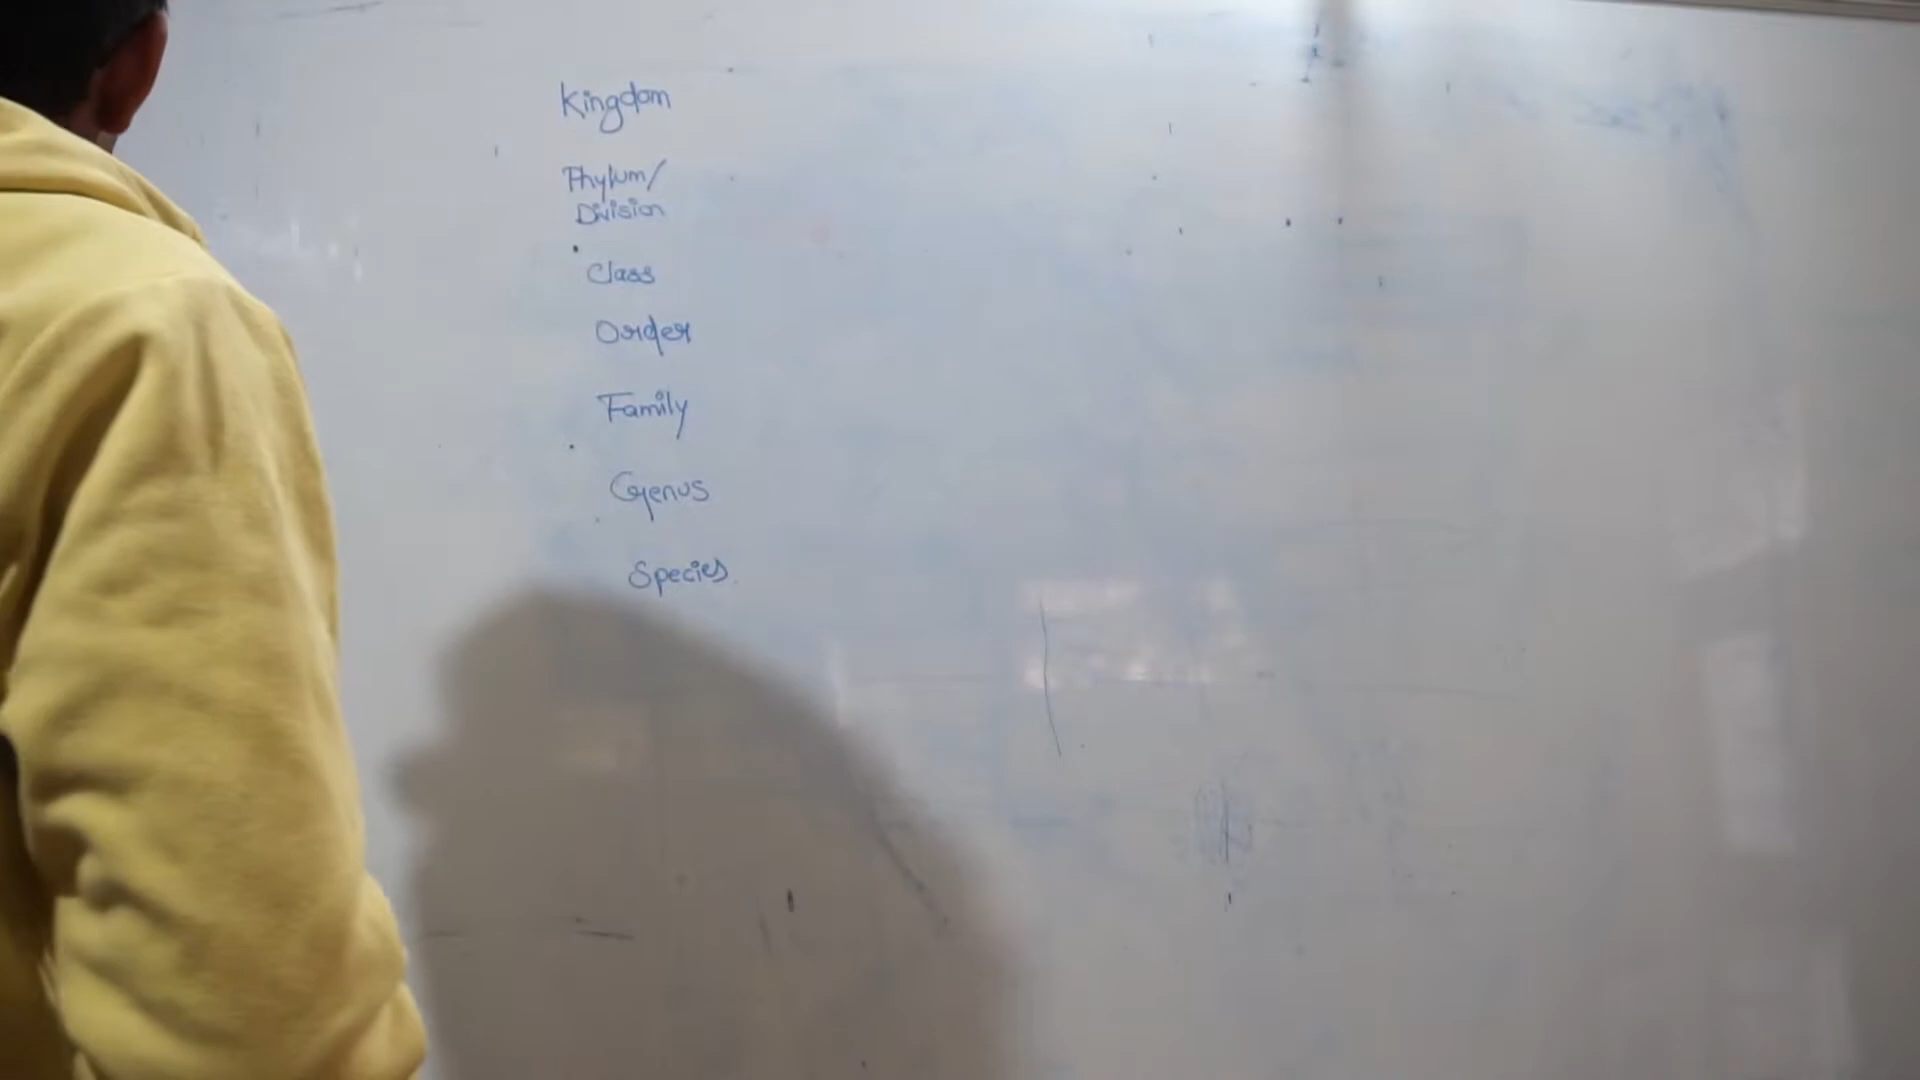 Kingdom
Phylum/
Division
Class
Order
Family
Genus
Species